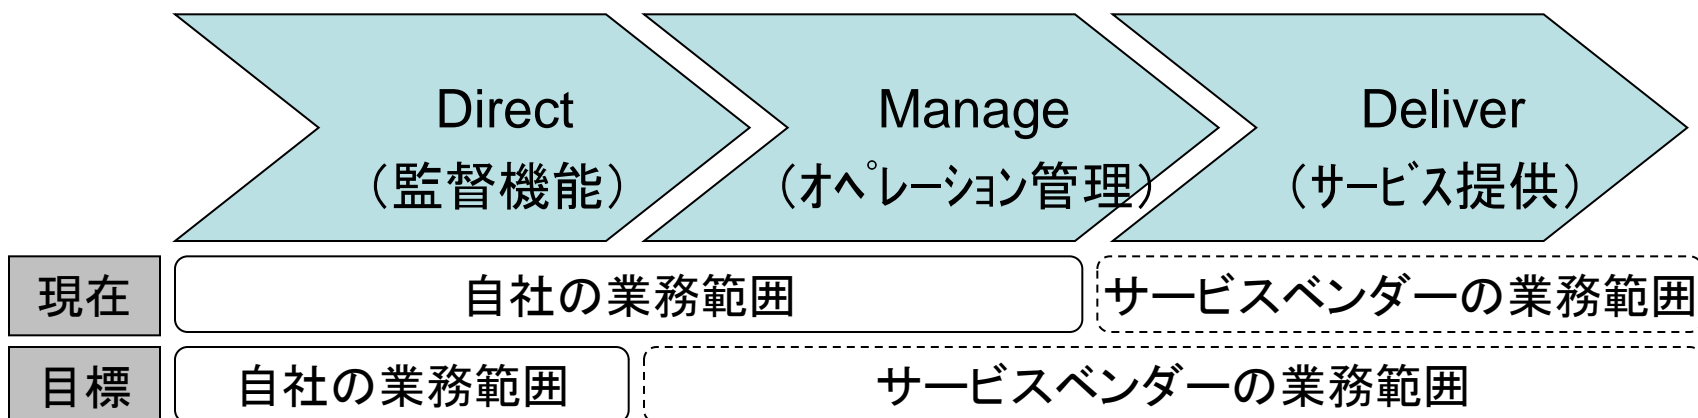 Direct
（監督機能）
Manage
（ｵﾍﾟﾚｰｼｮﾝ管理）
Deliver
（ｻｰﾋﾞｽ提供）
現在
自社の業務範囲
サービスベンダーの業務範囲
目標
自社の業務範囲
サービスベンダーの業務範囲